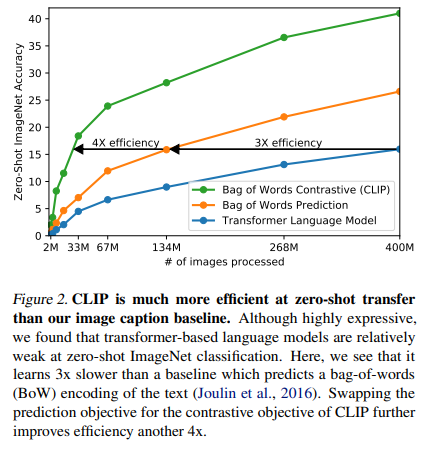 40
35
30
25
20
15
10
5
0
Zero-Shot ImageNet Accuracy
4X efficiency
3X efficiency
Bag of Words Contrastive (CLIP)
Bag of Words Prediction
Transformer Language Model
2M 33M 67M 134M 268M 400M
# of images processed
Figure 2. CLIP is much more efficient at zero-shot transfer
than our image caption baseline. Although highly expressive,
we found that transformer-based language models are relatively
weak at zero-shot ImageNet classification. Here, we see that it
learns 3x slower than a baseline which predicts a bag-of-words
(BoW) encoding of the text (Joulin et al., 2016). Swapping the
prediction objective for the contrastive objective of CLIP further
improves efficiency another 4x.